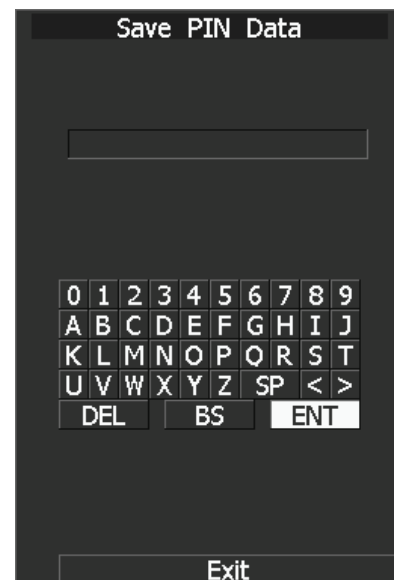 Save PIN Data
0 1 2 3 4 5 6 7 8 9
A B C D E F G H I J
K L M N O P Q R S T
U V W X Y Z SP < >
DEL BS ENT
Exit